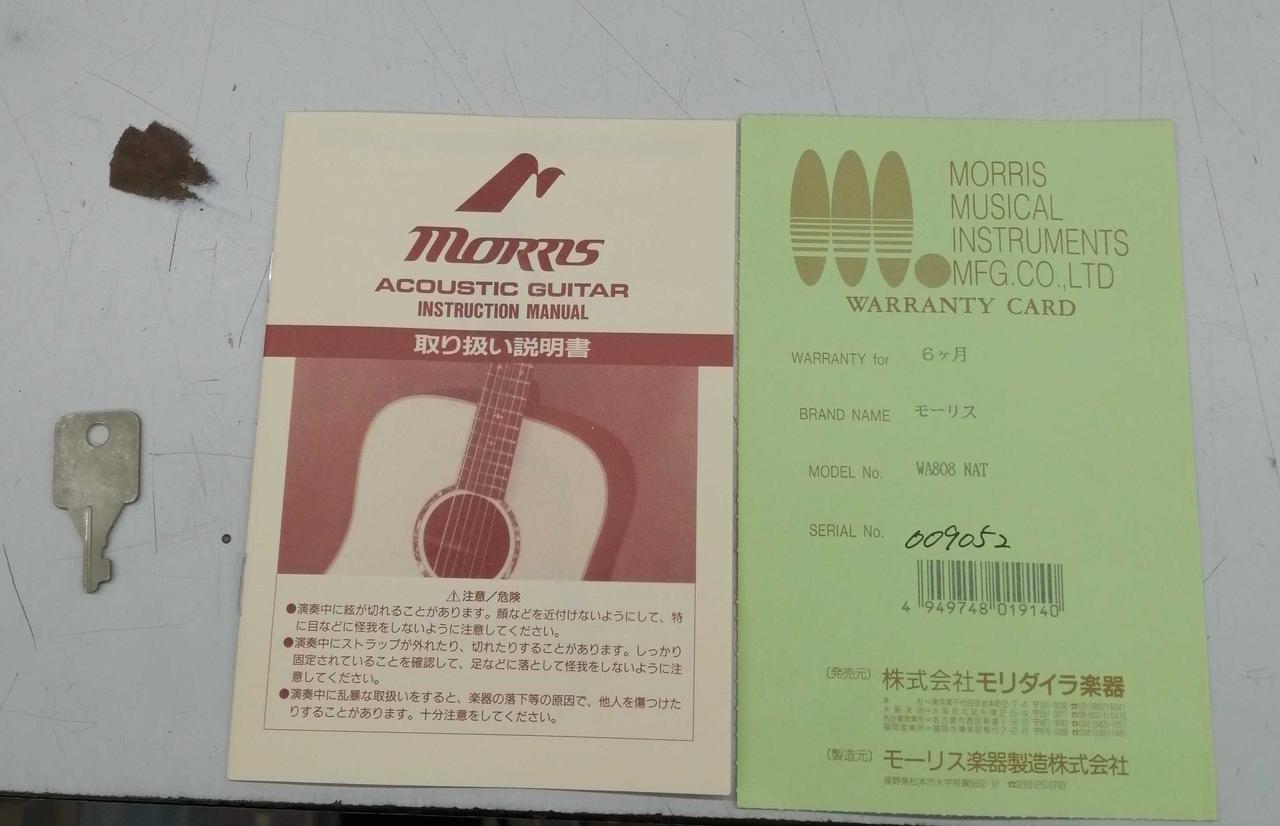 MORRIS
ACOUSTIC GUITAR
INSTRUCTION MANUAL
取り扱い説明書
⚠注意／危険
●演奏中に絃が切れることがあります。顔などを近付けないようにして、特
に目などに怪我をしないように注意してください。
●演奏中にストラップが外れたり、切れたりすることがあります。しっかり
固定されていることを確認して、足などに落として怪我をしないように注
意してください。
●演奏中に乱暴な取扱いをすると、楽器の落下等の原因で、他人を傷つけた
りすることがあります。十分注意をしてください。
MORRIS
MUSICAL
INSTRUMENTS
MFG.CO.,LTD
WARRANTY CARD
WARRANTY for 6ヶ月
BRAND NAME モーリス
MODEL No. WA808 NAT
SERIAL No. 009052
4 949748 019140
(発売元) 株式会社モリダイラ楽器
(製造元) モーリス楽器製造株式会社